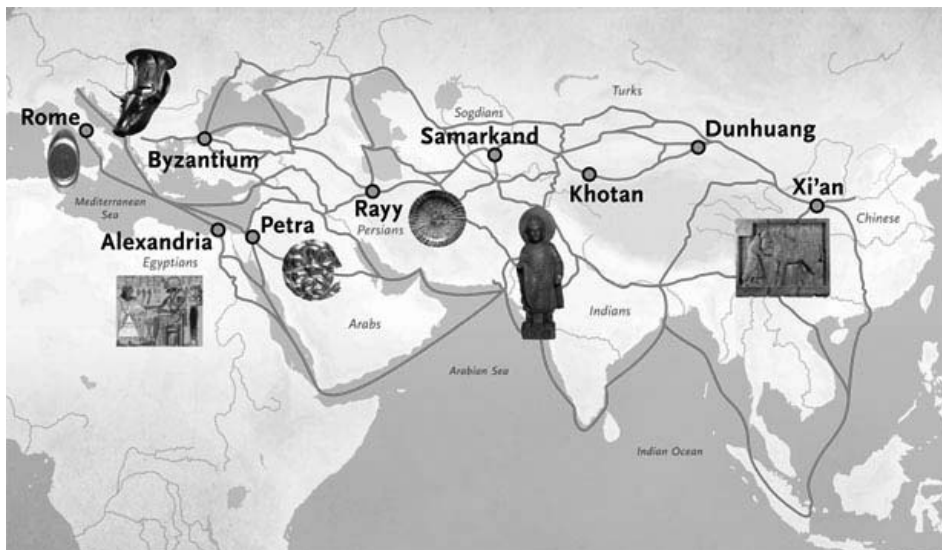 Turks
Sogdians
Rome
Samarkand
Dunhuang
Byzantium
Khotan
Xi'an
Mediterranean
Sea
Rayy
Persians
Chinese
Alexandria
Petra
Egyptians
Indians
Arabs
Arabian Sea
Indian Ocean